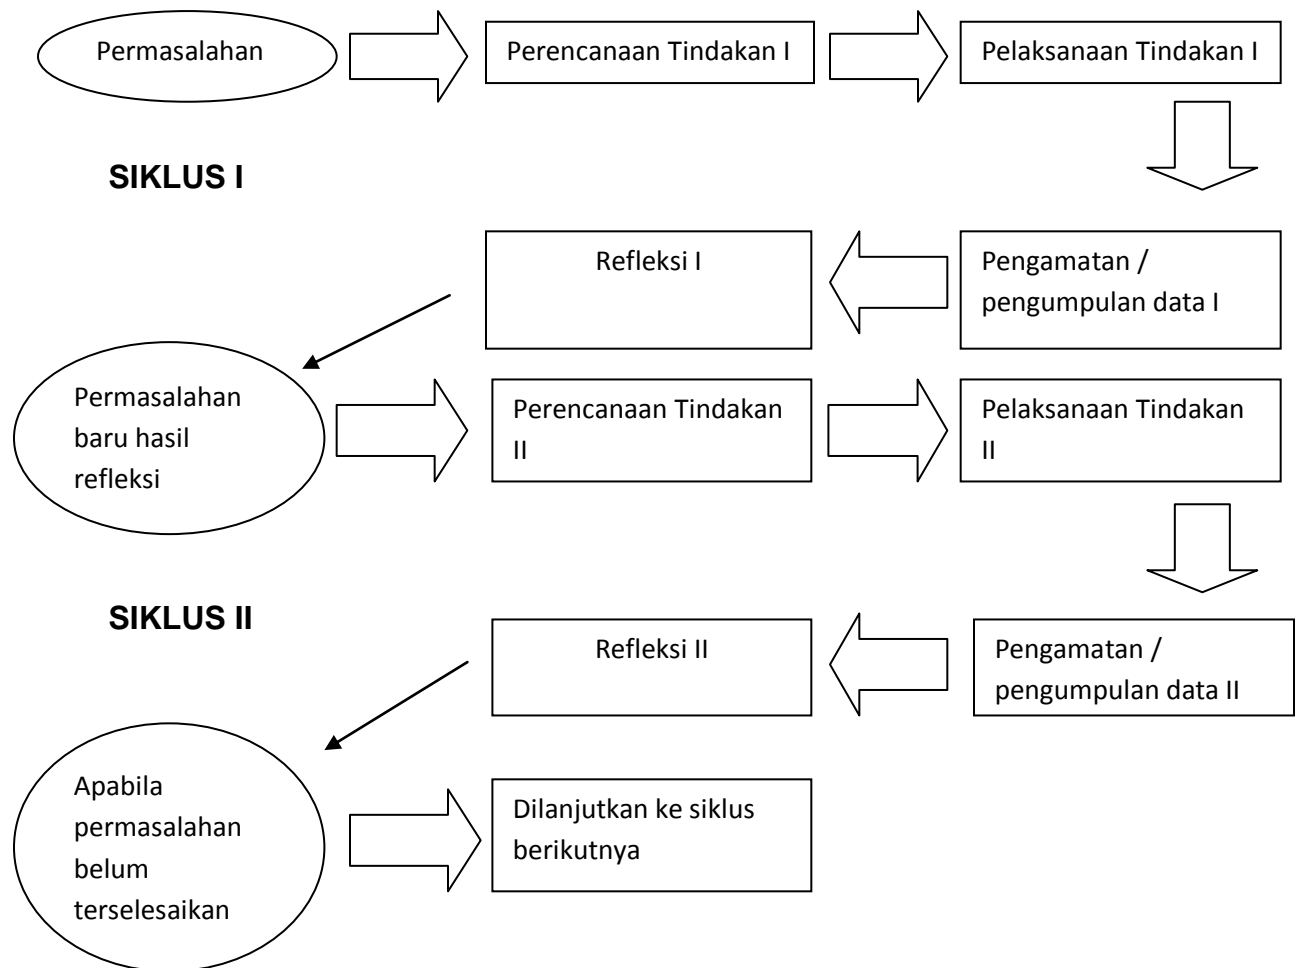 Permasalahan
Perencanaan Tindakan I
Pelaksanaan Tindakan I
SIKLUS I
Pengamatan /
pengumpulan data I
Refleksi I
Permasalahan
baru hasil
refleksi
Perencanaan Tindakan
II
Pelaksanaan Tindakan
II
SIKLUS II
Pengamatan /
pengumpulan data II
Refleksi II
Apabila
permasalahan
belum
terselesaikan
Dilanjutkan ke siklus
berikutnya